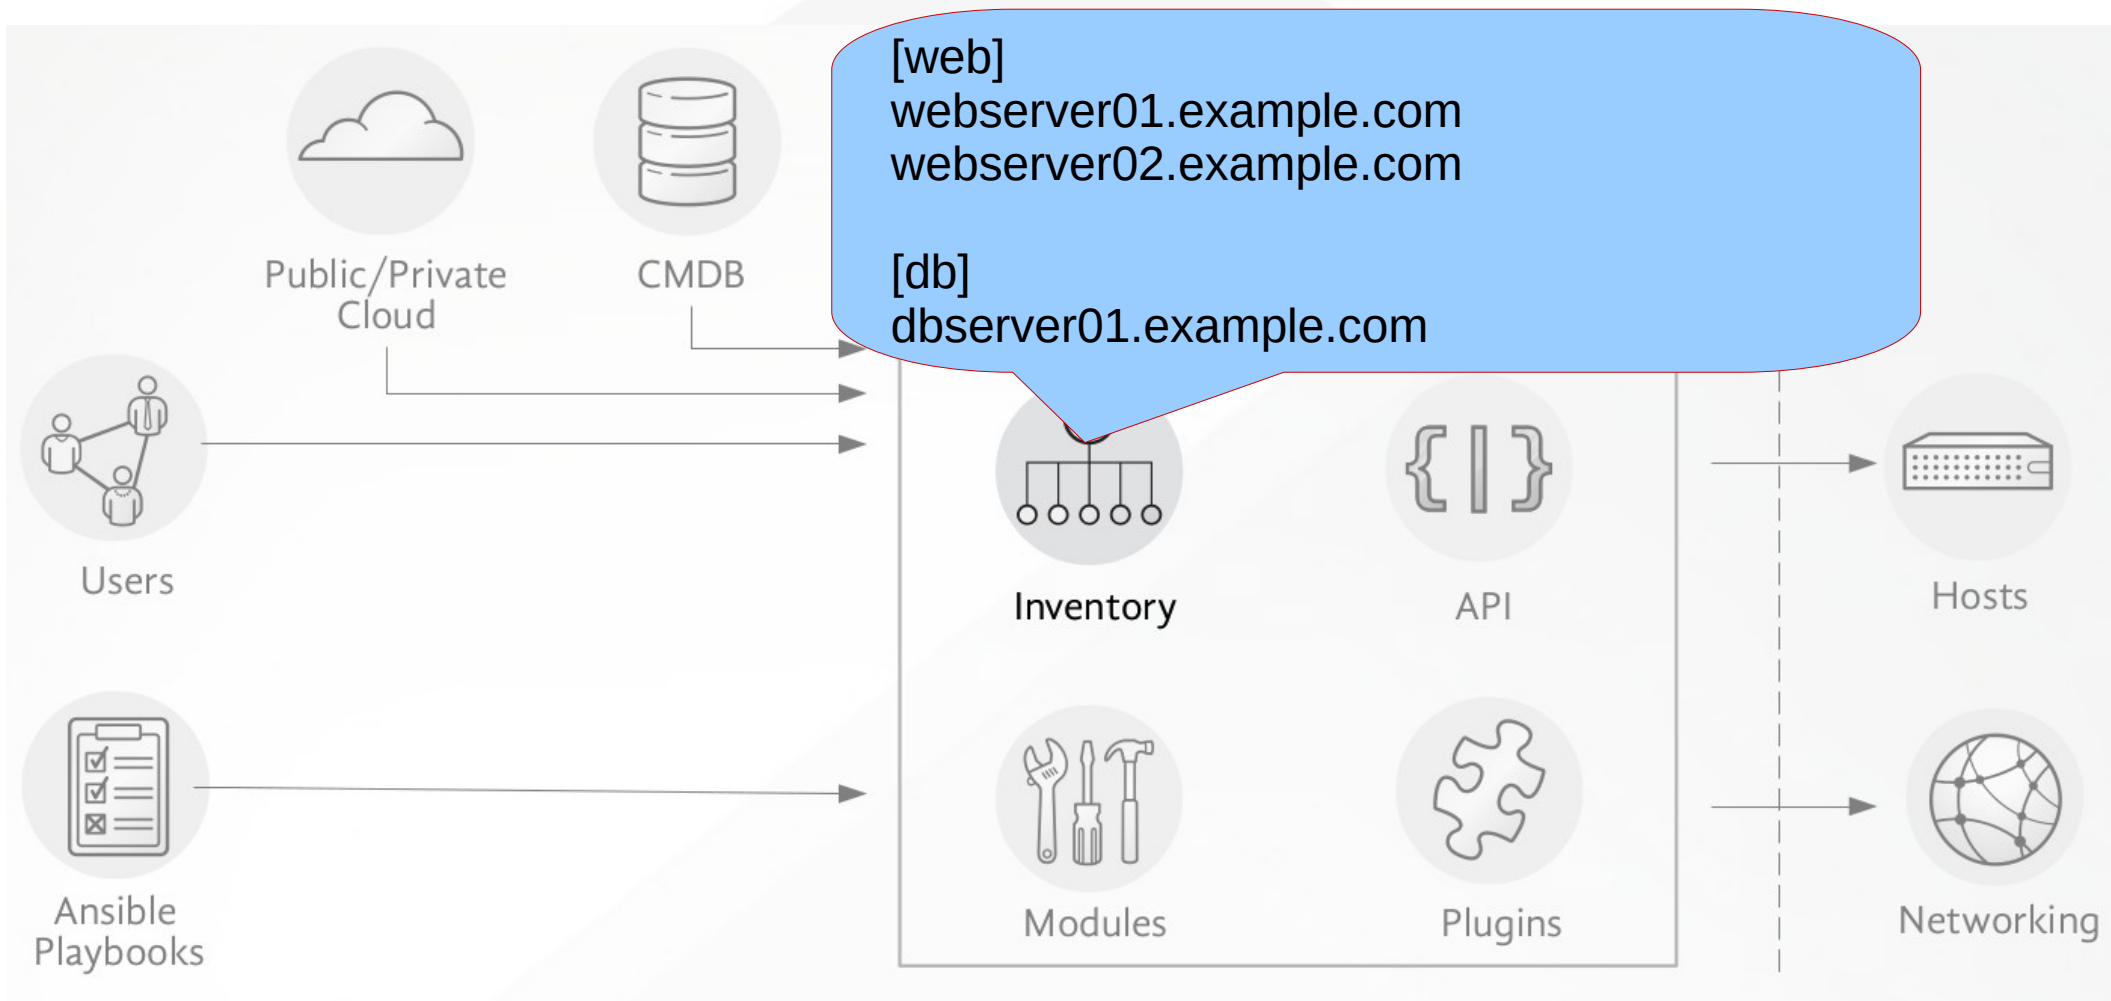 [web]
webserver01.example.com
webserver02.example.com
[db]
dbserver01.example.com
Public/Private
Cloud
CMDB
Users
Inventory
API
Hosts
Ansible
Playbooks
Modules
Plugins
Networking